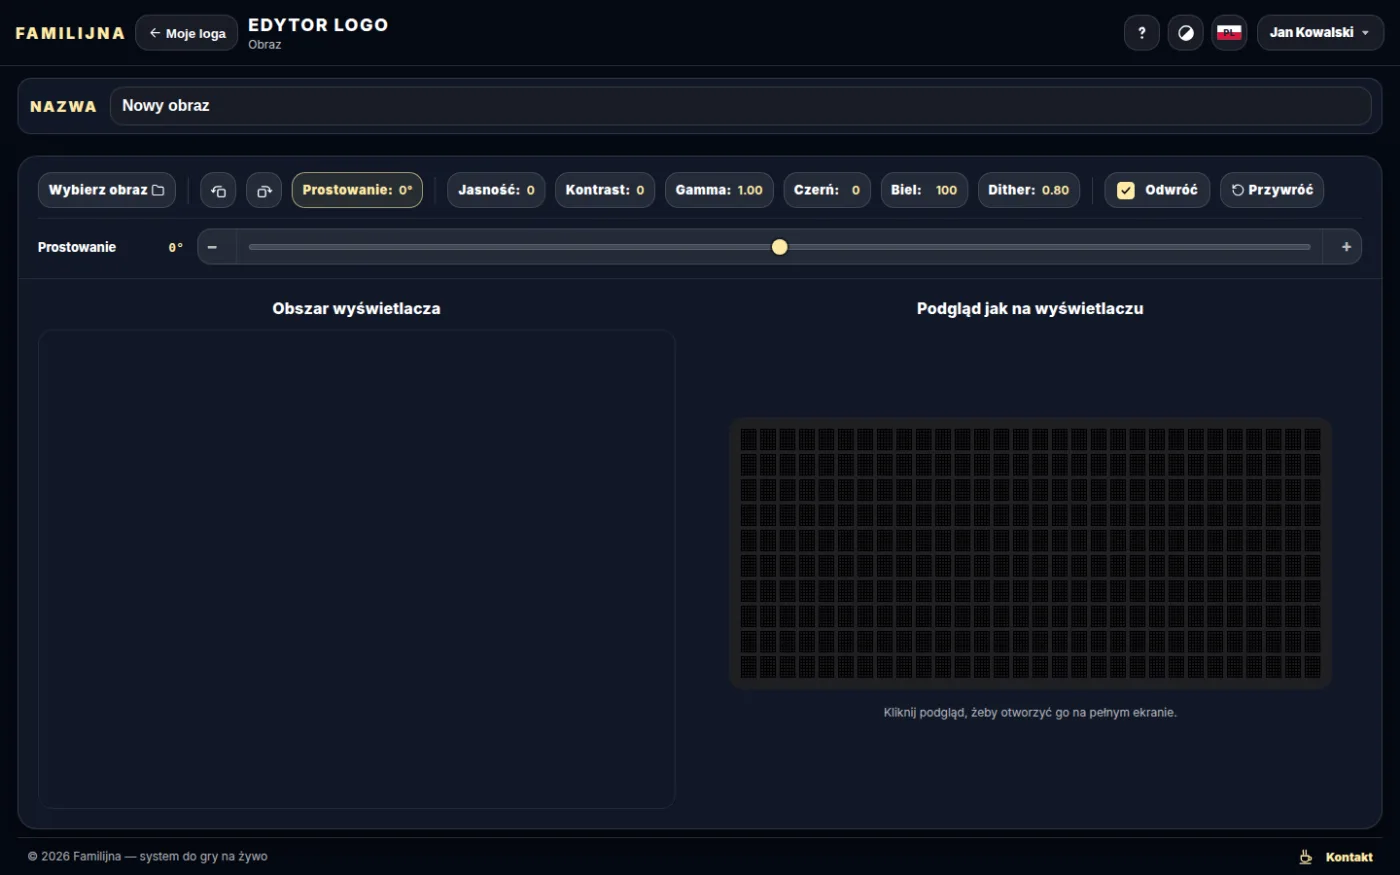 FAMILIJNA
← Moje loga
EDYTOR LOGO
Obraz
?
PL
Jan Kowalski
NAZWA
Nowy obraz
Wybierz obraz
Prostowanie: 0°
Jasność: 0
Kontrast: 0
Gamma: 1.00
Czerń: 0
Biel: 100
Dither: 0.80
Odwróć
Przywróć
Prostowanie 0°
− +
Obszar wyświetlacza
Podgląd jak na wyświetlaczu
Kliknij podgląd, żeby otworzyć go na pełnym ekranie.
© 2026 Familijna — system do gry na żywo
Kontakt